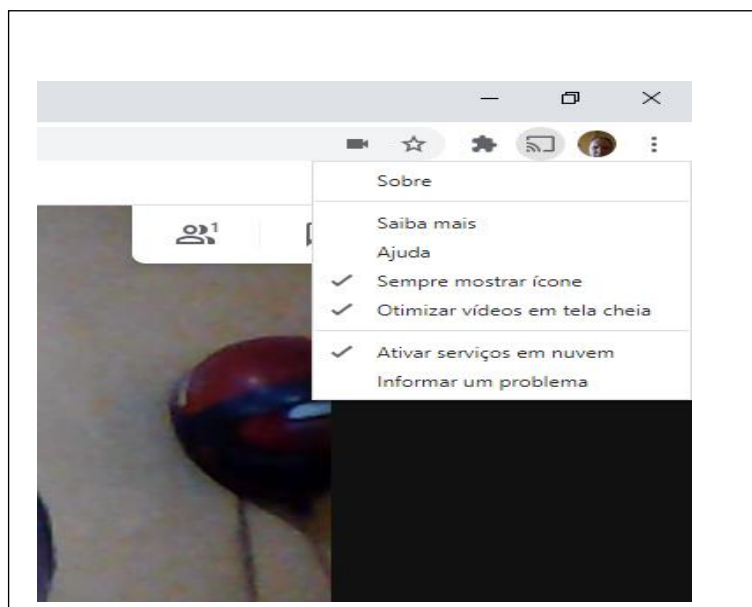 1
Sobre
Saiba mais
Ajuda
Sempre mostrar ícone
Otimizar vídeos em tela cheia
Ativar serviços em nuvem
Informar um problema